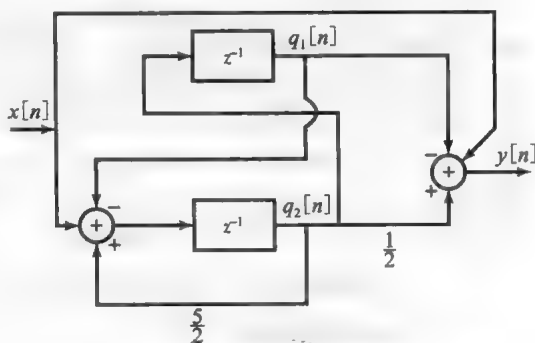 z⁻¹
q₁[n]
x[n]
−
y[n]
+
+
−
+
+
z⁻¹
q₂[n]
1/2
5/2